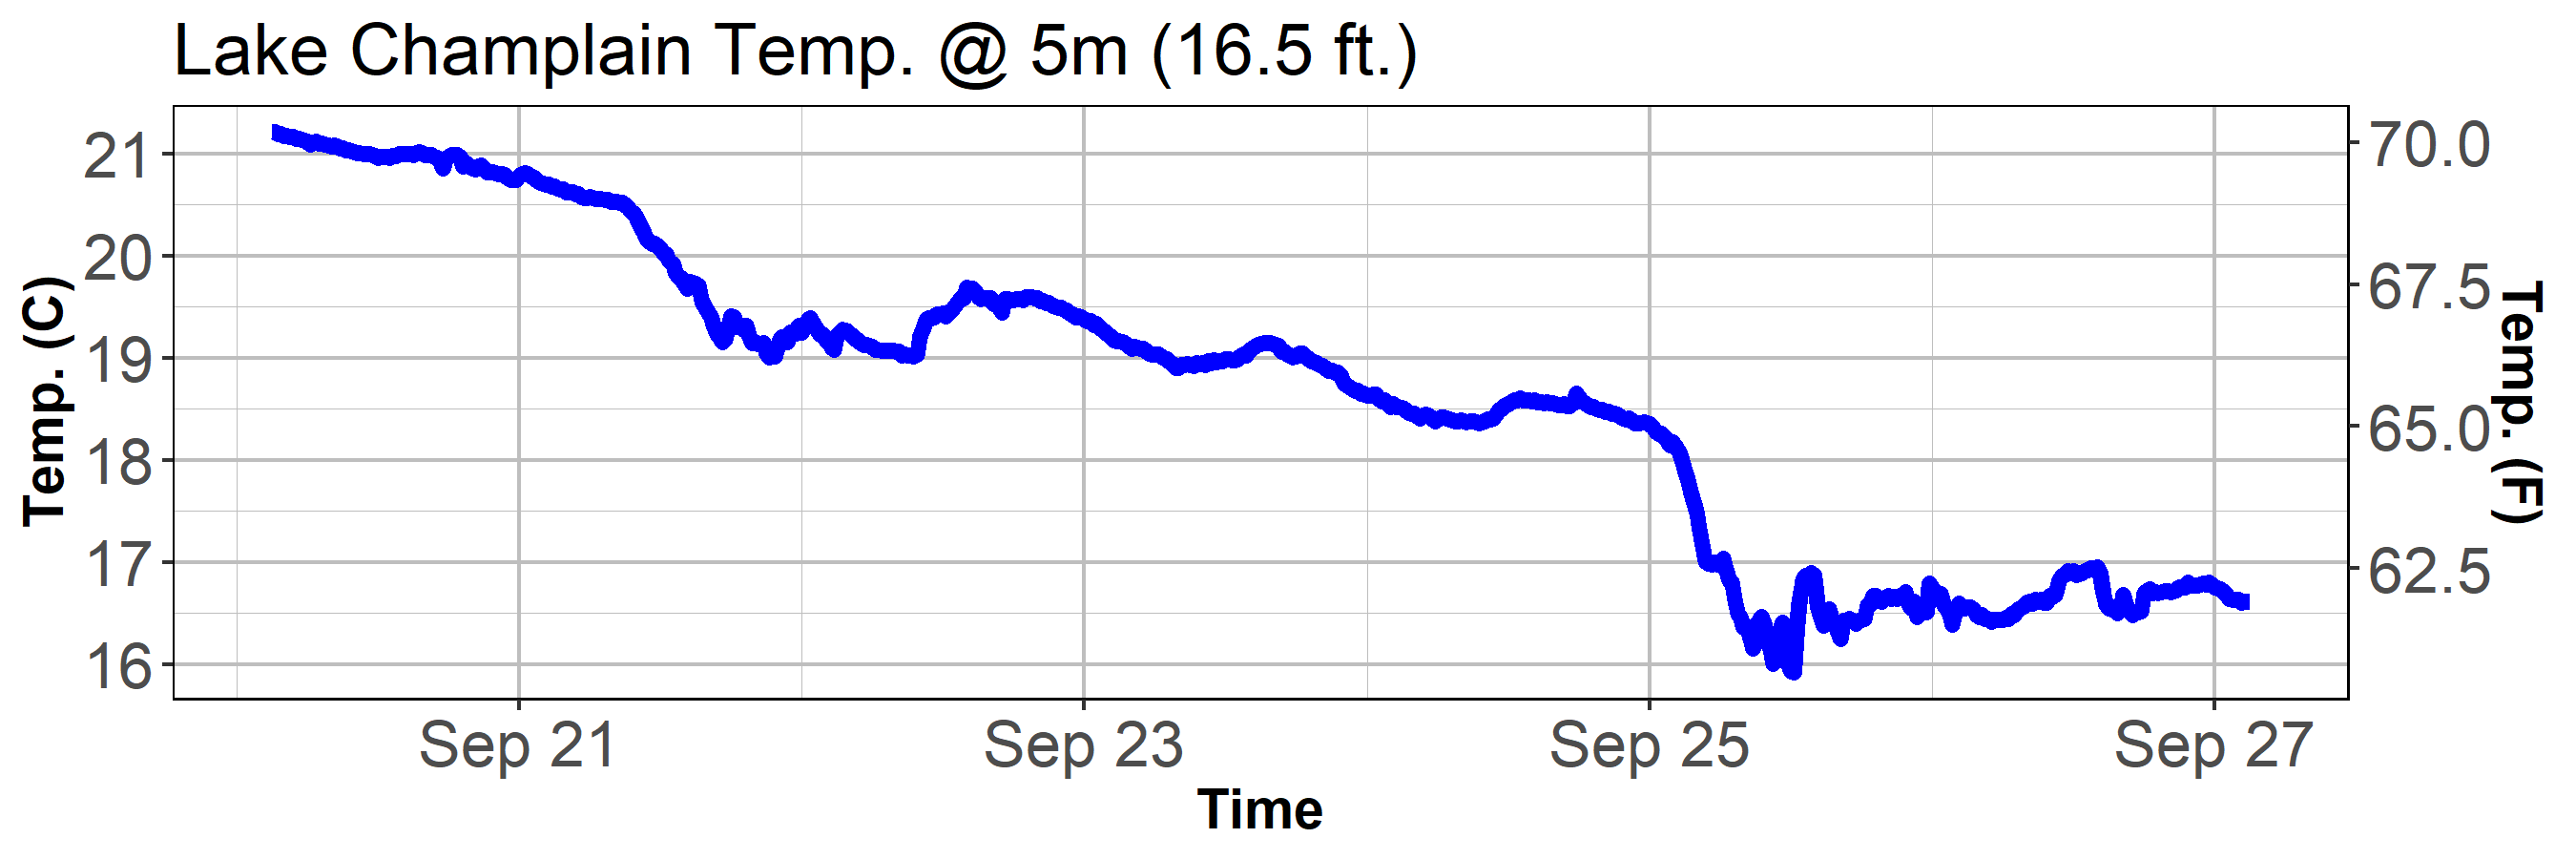 Lake Champlain Temp. @ 5m (16.5 ft.)
Temp. (C)
21
20
19
18
17
16
70.0
67.5
65.0
62.5
Temp. (F)
Sep 21
Sep 23
Sep 25
Sep 27
Time